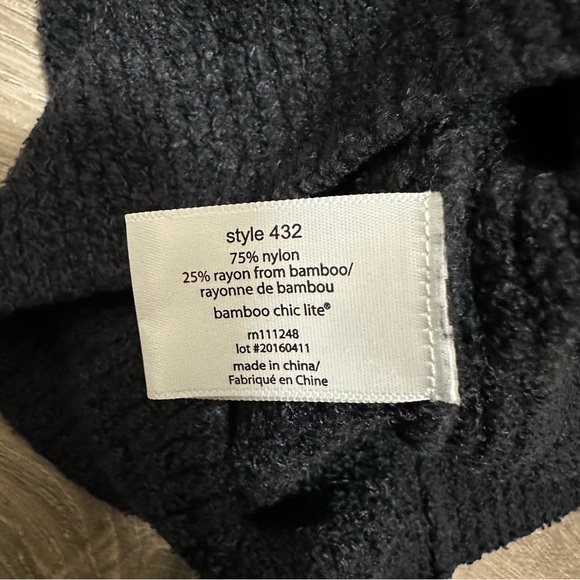 style 432
75% nylon
25% rayon from bamboo/
rayonne de bambou
bamboo chic lite®
rn111248
lot #20160411
made in china/
Fabriqué en Chine